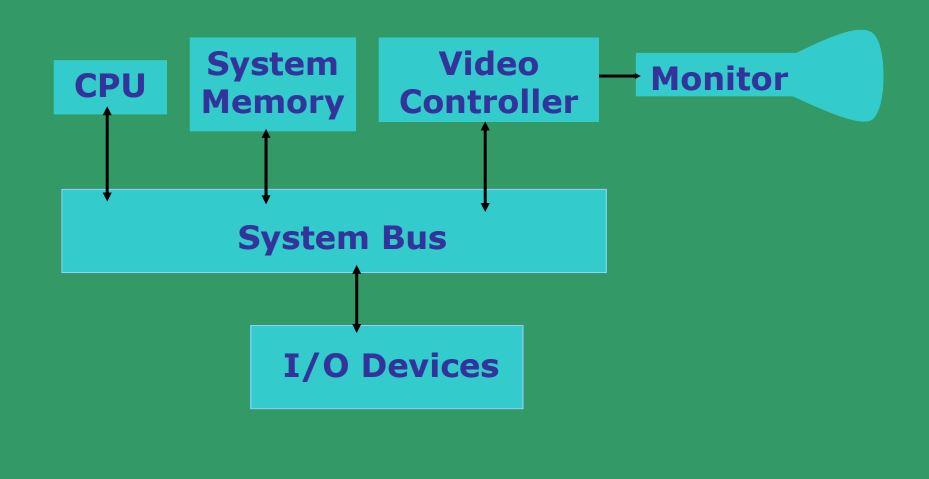 CPU
System
Memory
Video
Controller
Monitor
System Bus
I/O Devices